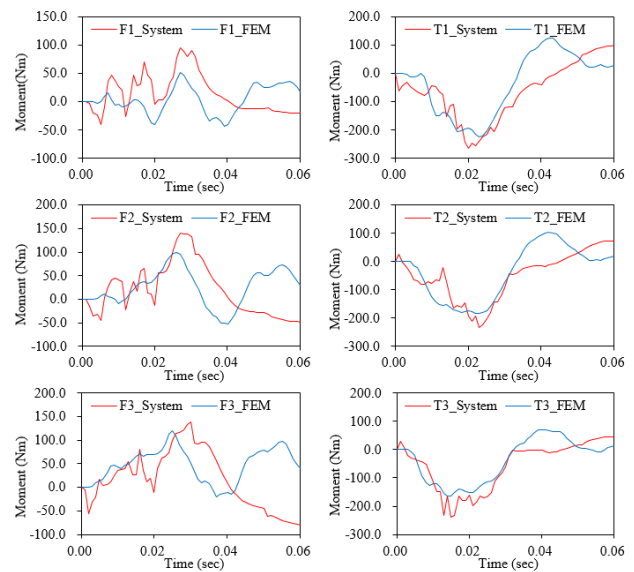 F1_System F1_FEM
150.0
100.0
50.0
0.0
-50.0
-100.0
Moment(Nm)
0.00 0.02 0.04 0.06
Time (sec)
T1_System T1_FEM
200.0
100.0
0.0
-100.0
-200.0
-300.0
Moment (Nm)
0.00 0.02 0.04 0.06
Time (sec)
F2_System F2_FEM
200.0
150.0
100.0
50.0
0.0
-50.0
-100.0
Moment (Nm)
0.00 0.02 0.04 0.06
Time (sec)
T2_System T2_FEM
200.0
100.0
0.0
-100.0
-200.0
-300.0
Moment (Nm)
0.00 0.02 0.04 0.06
Time (sec)
F3_System F3_FEM
200.0
150.0
100.0
50.0
0.0
-50.0
-100.0
Moment (Nm)
0.00 0.02 0.04 0.06
Time (sec)
T3_System T3_FEM
200.0
100.0
0.0
-100.0
-200.0
-300.0
Moment (Nm)
0.00 0.02 0.04 0.06
Time (sec)